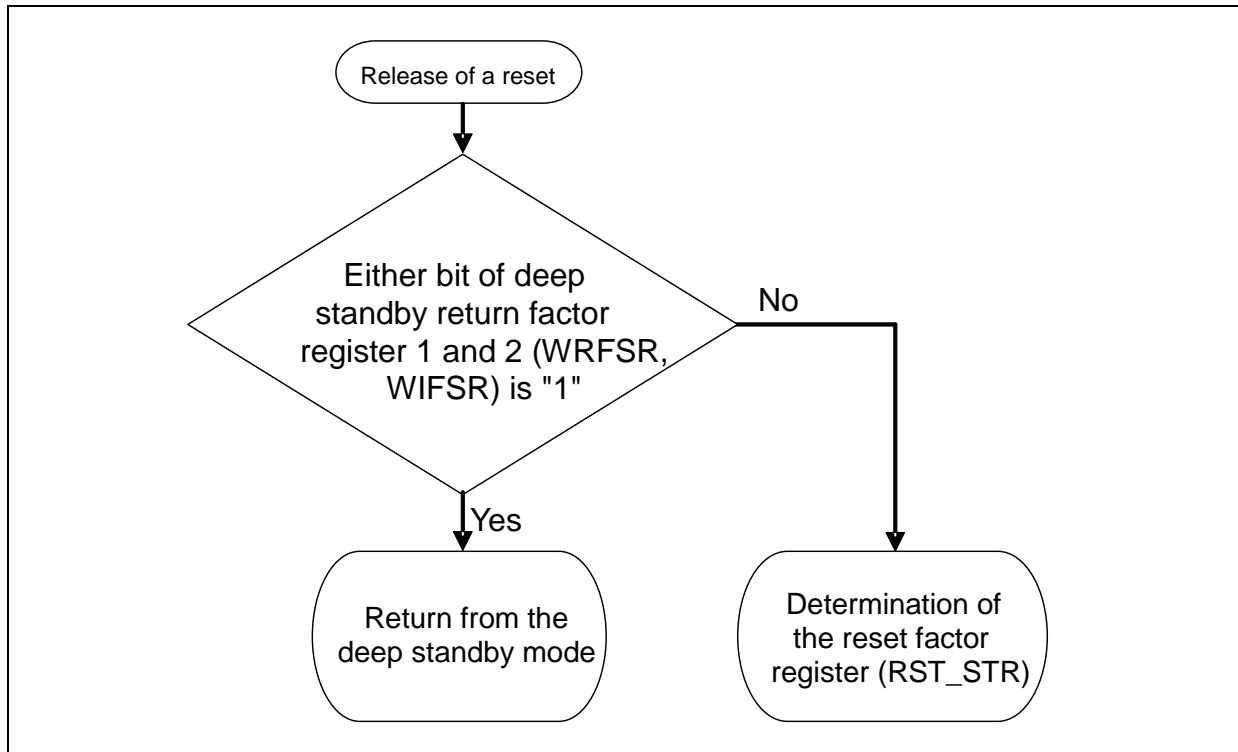 Release of a reset
Either bit of deep
standby return factor
register 1 and 2 (WRFSR,
WIFSR) is "1"
No
Yes
Return from the
deep standby mode
Determination of
the reset factor
register (RST_STR)